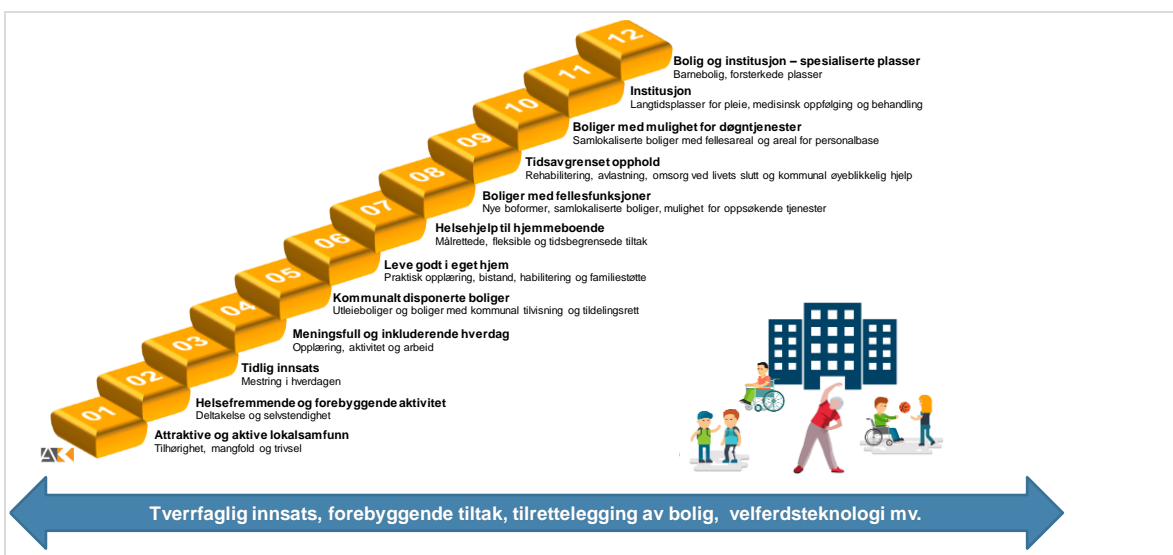 12
Bolig og institusjon – spesialiserte plasser
Barnebolig, forsterkede plasser
11
Institusjon
Langtidsplasser for pleie, medisinsk oppfølging og behandling
10
Boliger med mulighet for døgntjenester
Samlokaliserte boliger med fellesareal og areal for personalbase
09
Tidsavgrenset opphold
Rehabilitering, avlastning, omsorg ved livets slutt og kommunal øyeblikkelig hjelp
08
Boliger med fellesfunksjoner
Nye boformer, samlokaliserte boliger, mulighet for oppsøkende tjenester
07
Helsehjelp til hjemmeboende
Målrettede, fleksible og tidsbegrensede tiltak
06
Leve godt i eget hjem
Praktisk opplæring, bistand, habilitering og familiestøtte
05
Kommunalt disponerte boliger
Utleieboliger og boliger med kommunal tilvisning og tildelingsrett
04
Meningsfull og inkluderende hverdag
Opplæring, aktivitet og arbeid
03
Tidlig innsats
Mestring i hverdagen
02
Helsefremmende og forebyggende aktivitet
Deltakelse og selvstendighet
01
Attraktive og aktive lokalsamfunn
Tilhørighet, mangfold og trivsel
Tverrfaglig innsats, forebyggende tiltak, tilrettelegging av bolig, velferdsteknologi mv.